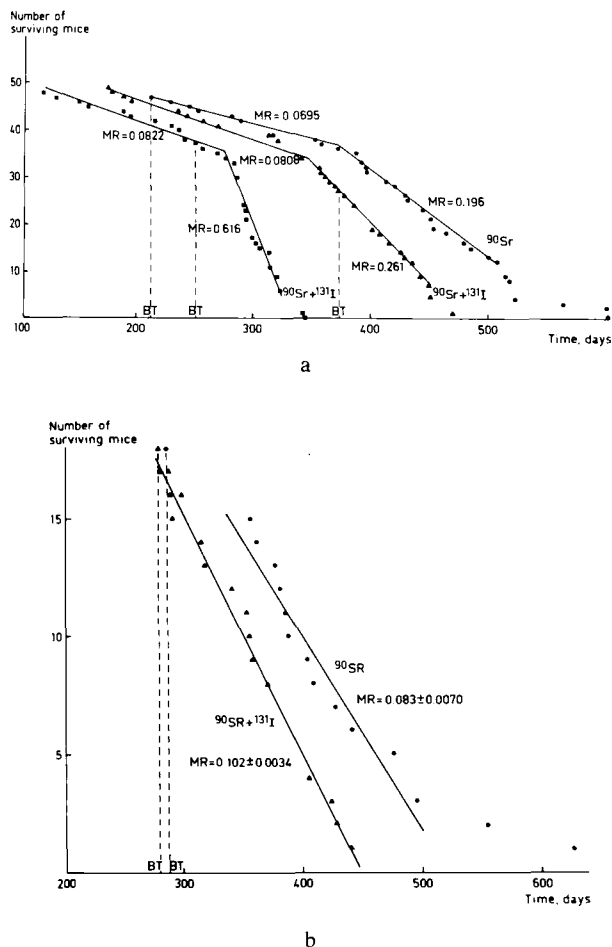 Number of
surviving mice
50
40
30
20
10
MR=0.0695
MR=0.0822
MR=0.0808
MR=0.196
MR=0.616
MR=0.261
90Sr
90Sr+131I
90Sr+131I
BT
BT
BT
100
200
300
400
500
Time, days
a
Number of
surviving mice
15
10
5
90SR
MR=0.083±0.0070
90SR+131I
MR=0.102±0.0034
BT
BT
200
300
400
500
600
Time, days
b